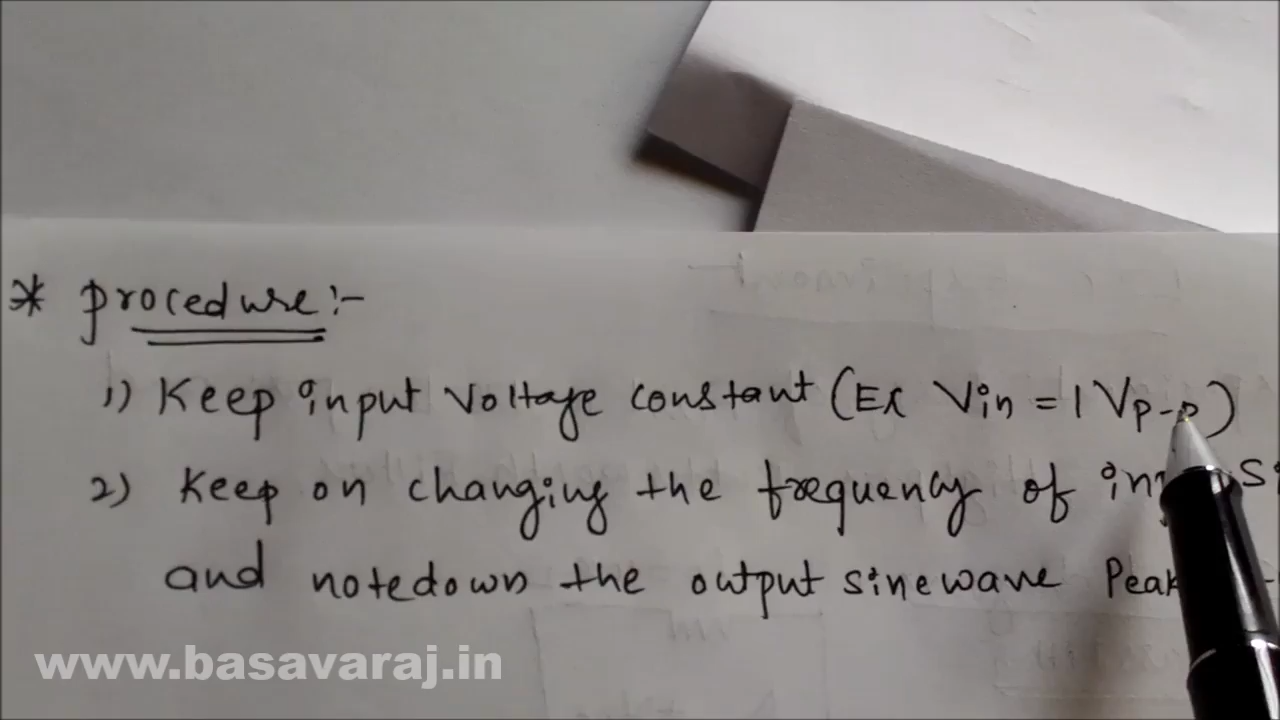 * Procedure:-
1) Keep input Voltage constant (Ex Vin = 1 Vp-p)
2) Keep on changing the frequency of
and notedown the output sinewave Peak
www.basavaraj.in